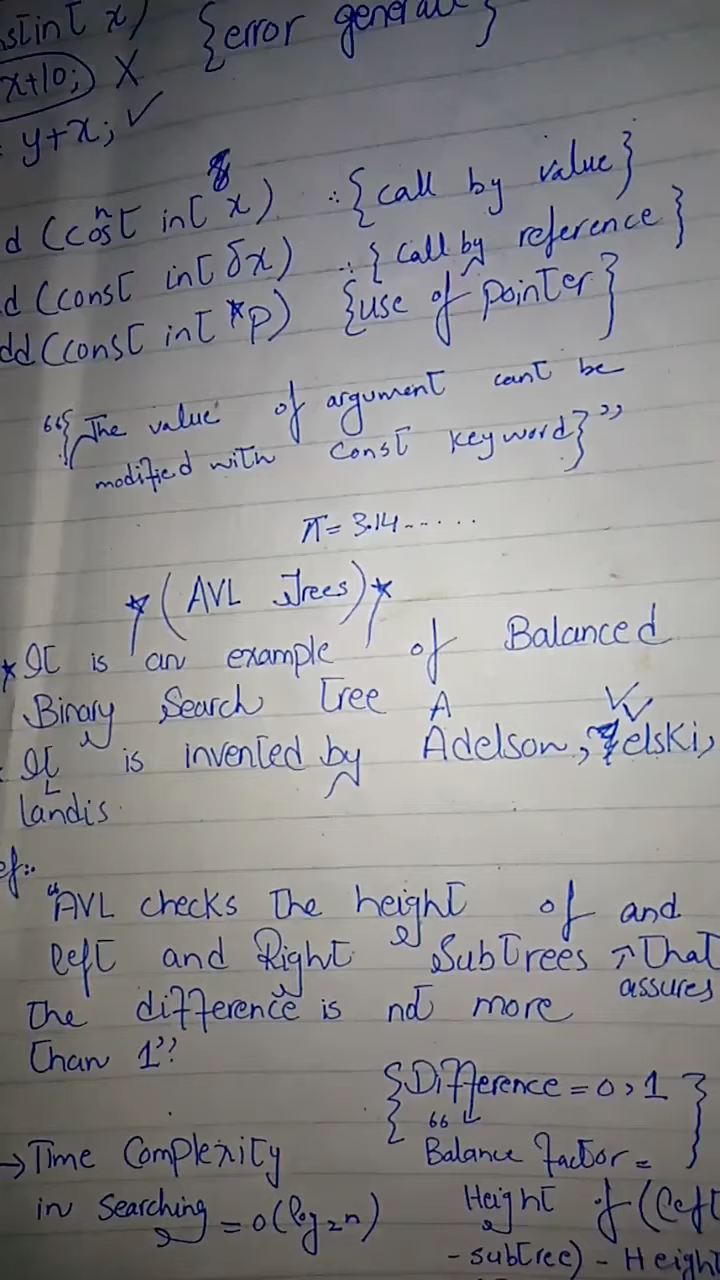 x) {error generate}
x+10;) X
y+x; ✓
d (const int x) ∴ {call by value}
d (const int &x) ∴ {call by reference}
dd (const int *p) {use of pointer}
“{The value of argument cant be
modified with const keyword}”
π = 3.14......
*(AVL Trees)*
* It is an example of Balanced
Binary Search Tree A
It is invented by Adelson, Velski,
landis
ef:-
“AVL checks the height of and
left and Right SubTrees → that
assures
the difference is not more
than 1”
{Difference = 0, 1}
“
Balance factor =
→ Time Complexity
in searching = O(log₂n)
Height of (left
- subtree) - Height